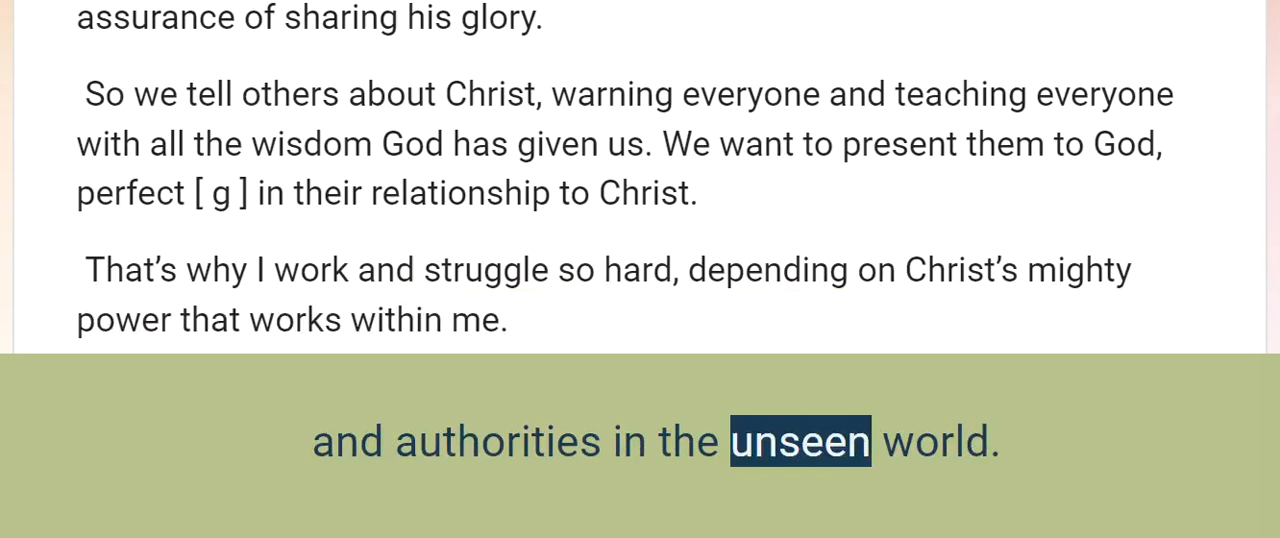 assurance of sharing his glory.
So we tell others about Christ, warning everyone and teaching everyone
with all the wisdom God has given us. We want to present them to God,
perfect [ g ] in their relationship to Christ.
That’s why I work and struggle so hard, depending on Christ’s mighty
power that works within me.
and authorities in the unseen world.